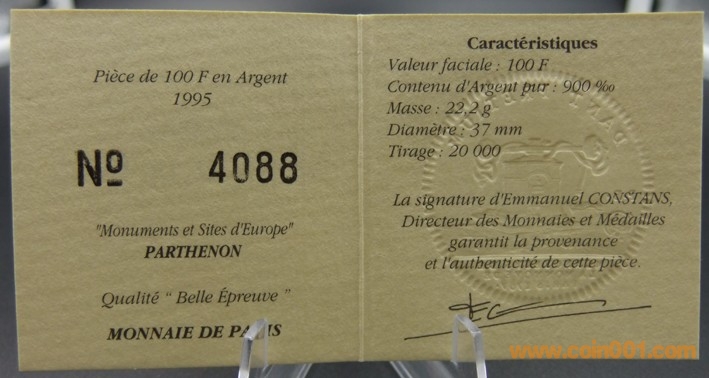 Pièce de 100 F en Argent
1995
Nº 4088
"Monuments et Sites d'Europe"
PARTHENON
Qualité " Belle Épreuve "
MONNAIE DE PARIS
Caractéristiques
Valeur faciale : 100 F
Contenu d'Argent pur : 900 ‰
Masse : 22,2 g
Diamètre : 37 mm
Tirage : 20 000
La signature d'Emmanuel CONSTANS,
Directeur des Monnaies et Médailles
garantit la provenance
et l'authenticité de cette pièce.
www.coin001.com